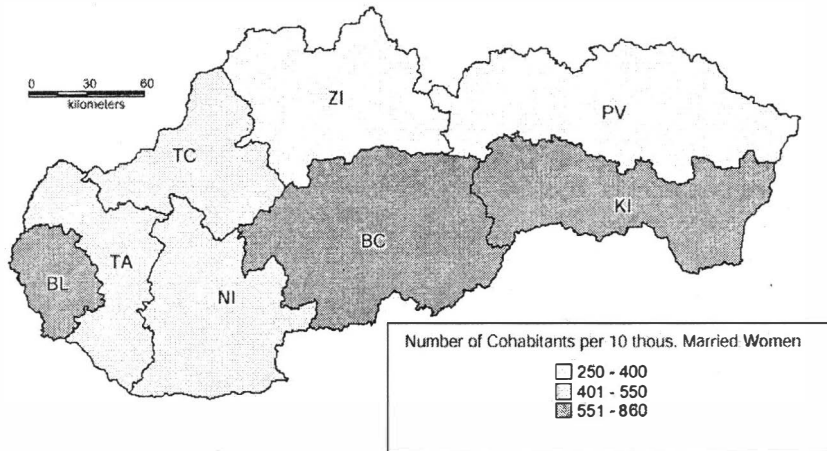 0 30 60
kilometers
ZI
PV
TC
KI
BC
BL
TA
NI
Number of Cohabitants per 10 thous. Married Women
250 - 400
401 - 550
551 - 860